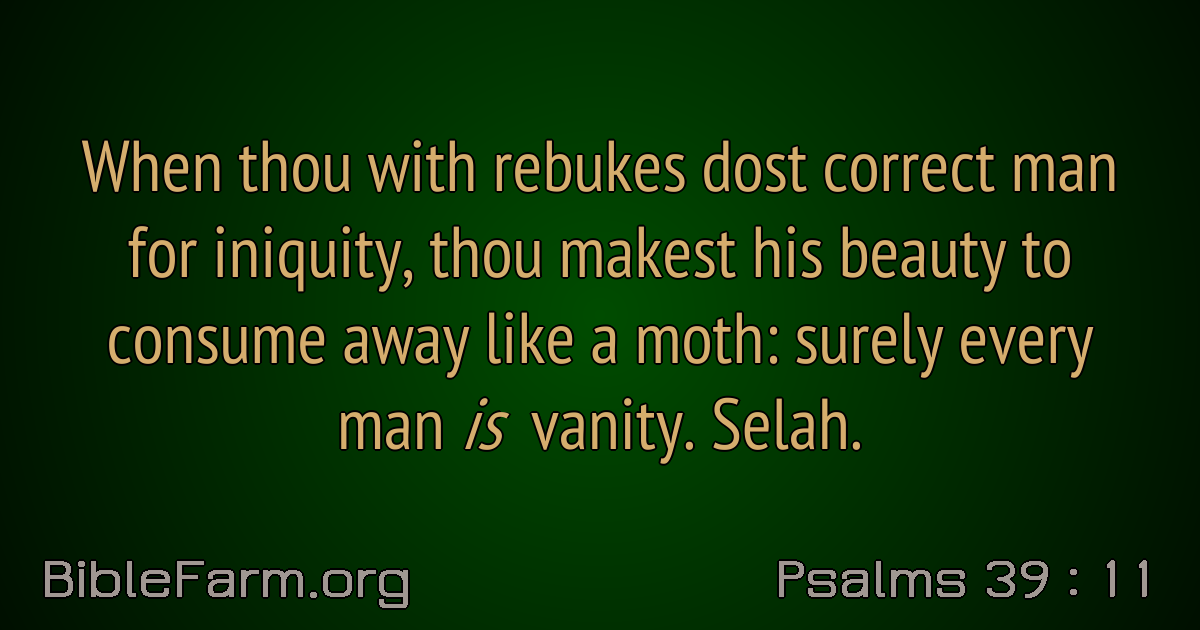 When thou with rebukes dost correct man
for iniquity, thou makest his beauty to
consume away like a moth: surely every
man is vanity. Selah.
BibleFarm.org
Psalms 39 : 11